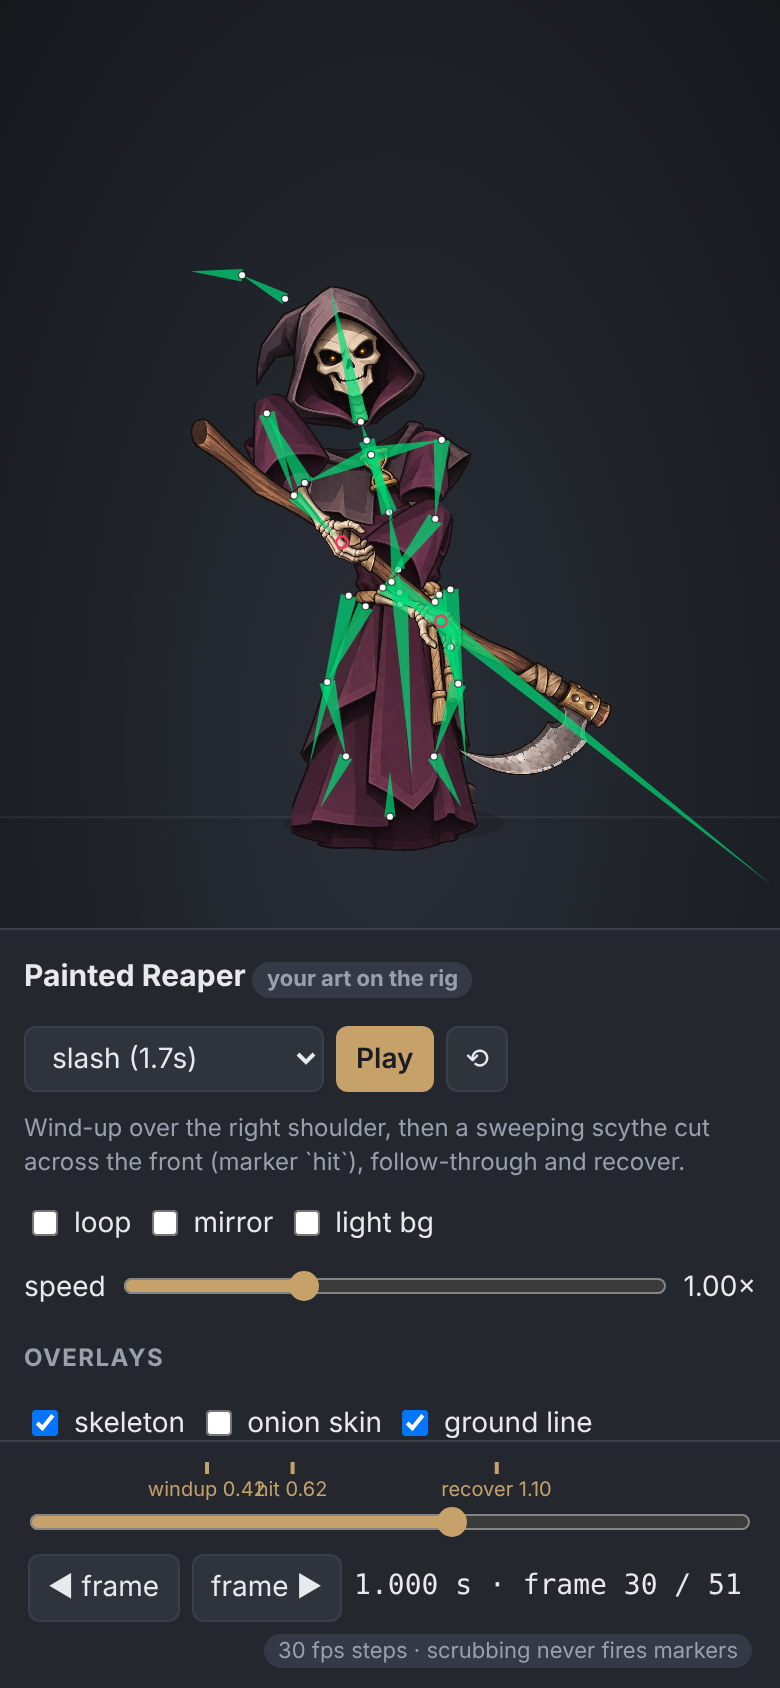 Painted Reaper your art on the rig
slash (1.7s) Play ⟲
Wind-up over the right shoulder, then a sweeping scythe cut
across the front (marker `hit`), follow-through and recover.
loop mirror light bg
speed 1.00×
OVERLAYS
skeleton onion skin ground line
windup 0.42 hit 0.62 recover 1.10
◀ frame frame ▶ 1.000 s · frame 30 / 51
30 fps steps · scrubbing never fires markers